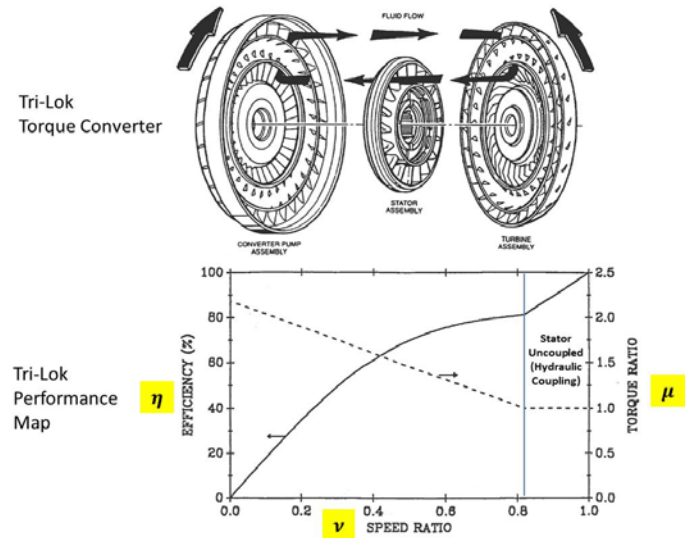 FLUID FLOW
Tri-Lok
Torque Converter
STATOR
ASSEMBLY
CONVERTER PUMP
ASSEMBLY
TURBINE
ASSEMBLY
Tri-Lok
Performance
Map
η
EFFICIENCY (%)
100
80
60
40
20
0
Stator
Uncoupled
(Hydraulic
Coupling)
2.5
2.0
1.5
1.0
0.5
0.0
TORQUE RATIO
μ
0.0 0.2 0.4 0.6 0.8 1.0
ν SPEED RATIO